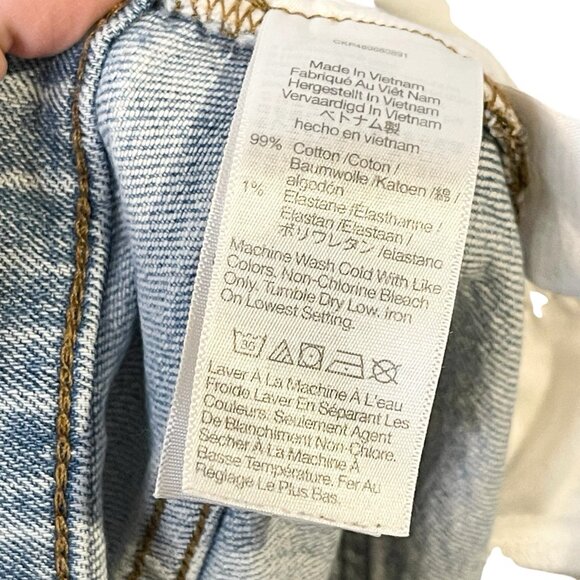 Made In Vietnam
Fabriqué Au Viêt Nam
Hergestellt In Vietnam
Vervaardigd In Vietnam
ベトナム製
hecho en vietnam
99% Cotton /Coton/
Baumwolle /Katoen /綿/
algodón
1% Elastane /Élasthanne /
Elastan /Elastaan/
ポリウレタン /elastano
Machine Wash Cold With Like
Colors, Non-Chlorine Bleach
Only, Tumble Dry Low, Iron
On Lowest Setting.
30
Laver À La Machine À L'eau
Froide Laver En Séparant Les
Couleurs. Seulement Agent
De Blanchiment Non-Chlore.
Sécher À La Machine À
Basse Température. Fer Au
Réglage Le Plus Bas.